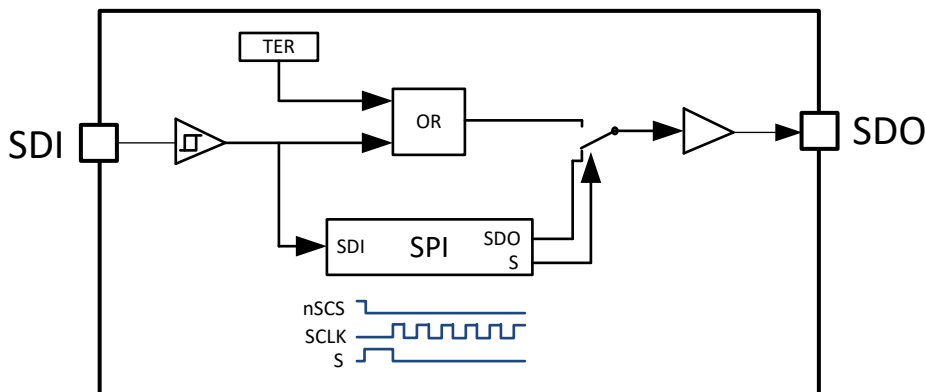 TER
OR
SDI
SDO
SDI
SPI
SDO
S
nSCS
SCLK
S